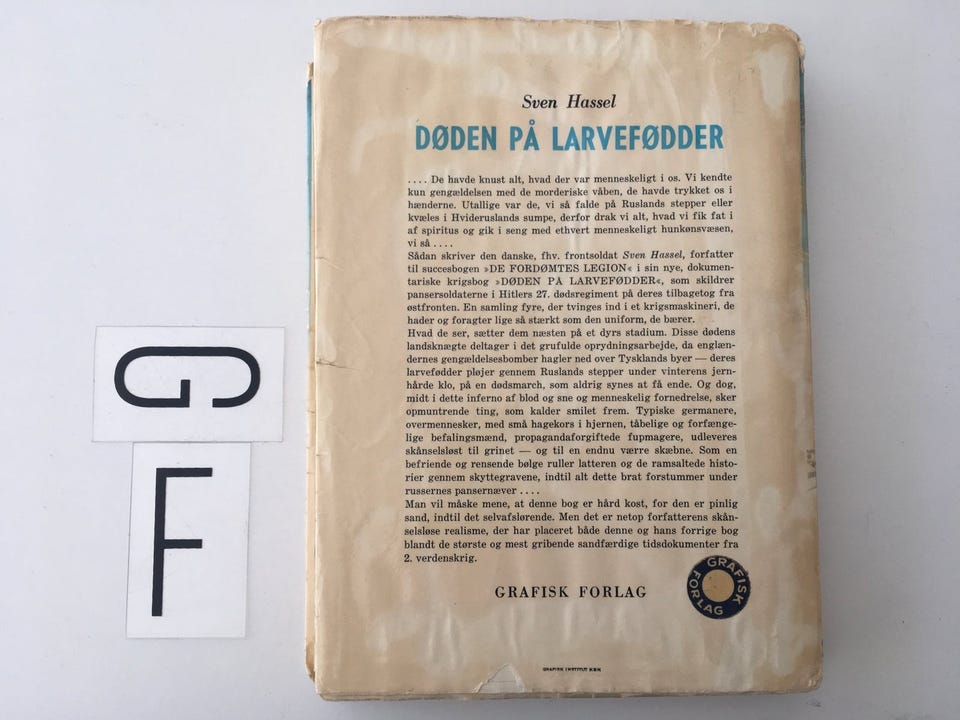 Sven Hassel
DØDEN PÅ LARVEFØDDER
.... De havde knust alt, hvad der var menneskeligt i os. Vi kendte
kun gengældelsen med de morderiske våben, de havde trykket os i
hænderne. Utallige var de, vi så falde på Ruslands stepper eller
kvæles i Hvideruslands sumpe, derfor drak vi alt, hvad vi fik fat i
af spiritus og gik i seng med ethvert menneskeligt hunkønsvæsen,
vi så ....
Sådan skriver den danske, fhv. frontsoldat Sven Hassel, forfatter
til succesbogen »DE FORDØMTES LEGION« i sin nye, dokumen-
tariske krigsbog »DØDEN PÅ LARVEFØDDER«, som skildrer
pansersoldaterne i Hitlers 27. dødsregiment på deres tilbagetog fra
østfronten. En samling fyre, der tvinges ind i et krigsmaskineri, de
hader og foragter lige så stærkt som den uniform, de bærer.
Hvad de ser, sætter dem næsten på et dyrs stadium. Disse dødens
landsknægte deltager i det grufulde oprydningsarbejde, da englæn-
dernes gengældelsesbomber hagler ned over Tysklands byer — deres
larvefødder pløjer gennem Ruslands stepper under vinterens jern-
hårde klo, på en dødsmarch, som aldrig synes at få ende. Og dog,
midt i dette inferno af blod og sne og menneskelig fornedrelse, sker
opmuntrende ting, som kalder smilet frem. Typiske germanere,
overmennesker, med små hagekors i hjernen, tåbelige og forfænge-
lige befalingsmænd, propagandaforgiftede fupmagere, udleveres
skånselsløst til grinet — og til en endnu værre skæbne. Som en
befriende og rensende bølge ruller latteren og de ramsaltede histo-
rier gennem skyttegravene, indtil alt dette brat forstummer under
russernes pansernæver ....
Man vil måske mene, at denne bog er hård kost, for den er pinlig
sand, indtil det selvafslørende. Men det er netop forfatterens skån-
selsløse realisme, der har placeret både denne og hans forrige bog
blandt de største og mest gribende sandfærdige tidsdokumenter fra
2. verdenskrig.
GRAFISK FORLAG
GRAFISK FORLAG
GRAFISK INSTITUT KBH
G
F